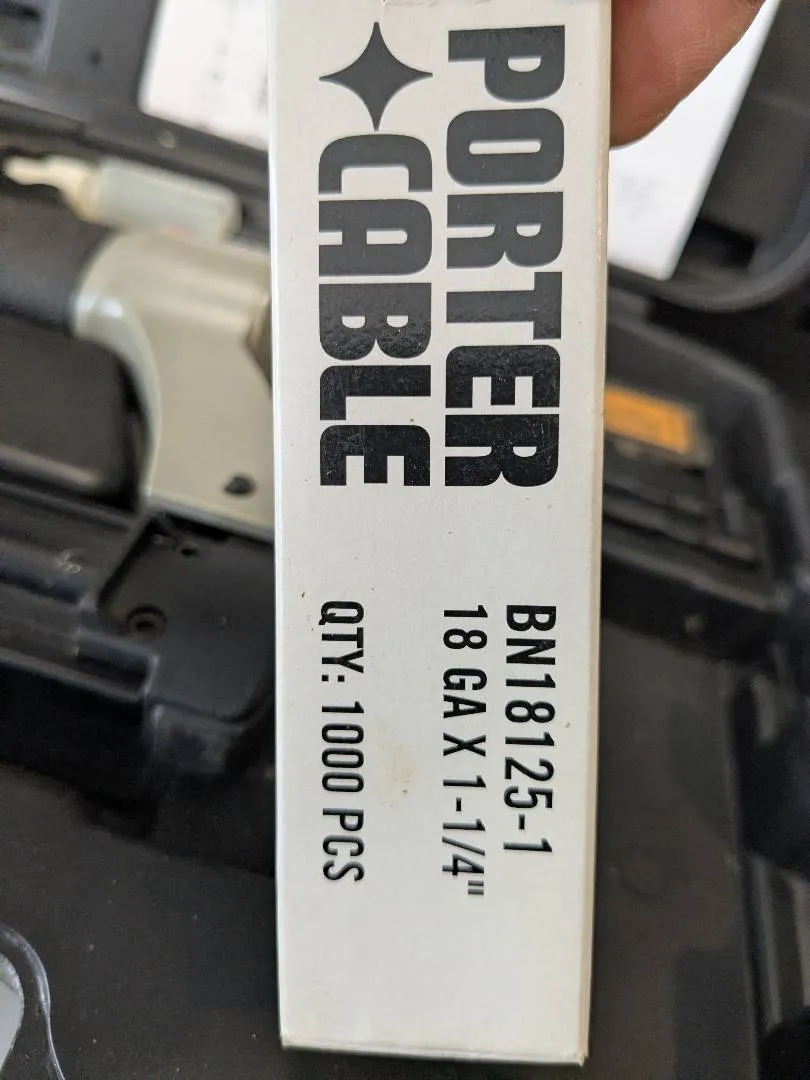 PORTER
CABLE
BN18125-1
18 GA X 1-1/4"
QTY: 1000 PCS